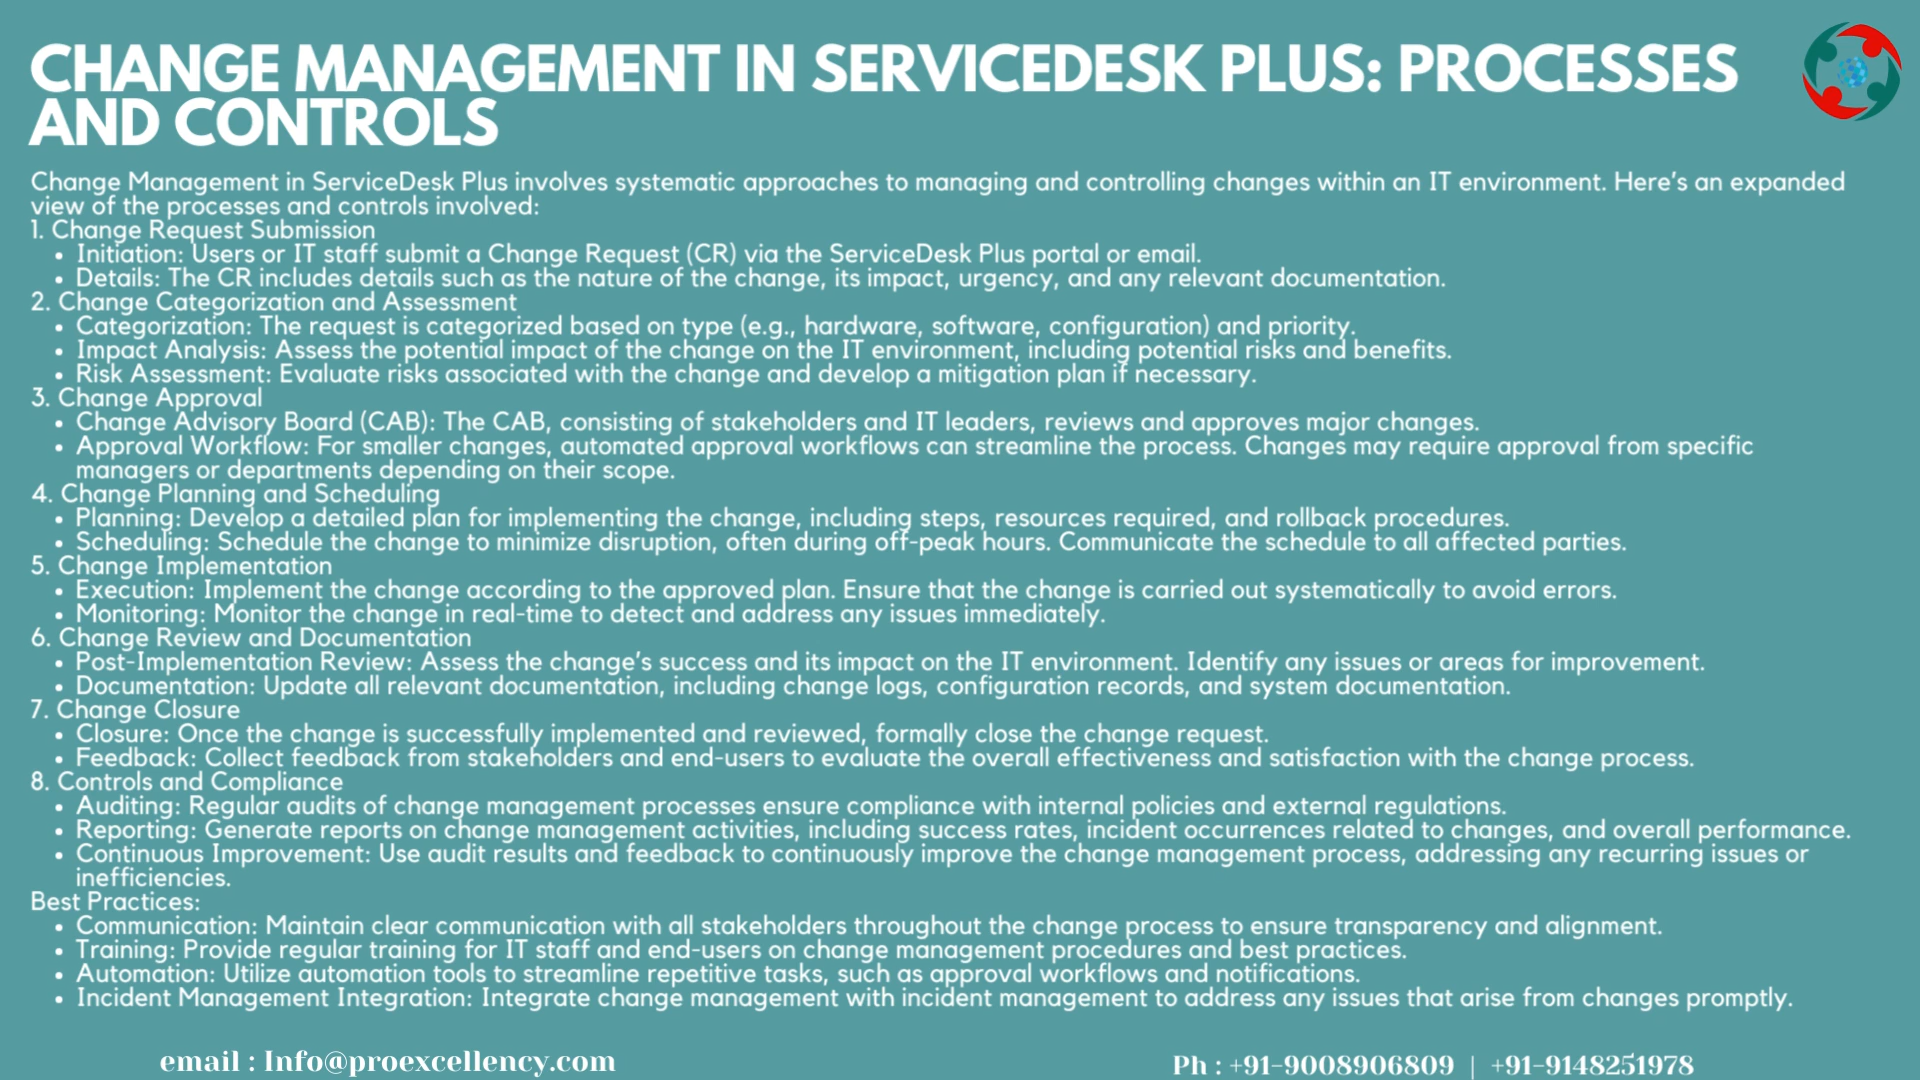 CHANGE MANAGEMENT IN SERVICEDESK PLUS: PROCESSES
AND CONTROLS
Change Management in ServiceDesk Plus involves systematic approaches to managing and controlling changes within an IT environment. Here's an expanded
view of the processes and controls involved:
1. Change Request Submission
• Initiation: Users or IT staff submit a Change Request (CR) via the ServiceDesk Plus portal or email.
• Details: The CR includes details such as the nature of the change, its impact, urgency, and any relevant documentation.
2. Change Categorization and Assessment
• Categorization: The request is categorized based on type (e.g., hardware, software, configuration) and priority.
• Impact Analysis: Assess the potential impact of the change on the IT environment, including potential risks and benefits.
• Risk Assessment: Evaluate risks associated with the change and develop a mitigation plan if necessary.
3. Change Approval
• Change Advisory Board (CAB): The CAB, consisting of stakeholders and IT leaders, reviews and approves major changes.
• Approval Workflow: For smaller changes, automated approval workflows can streamline the process. Changes may require approval from specific
managers or departments depending on their scope.
4. Change Planning and Scheduling
• Planning: Develop a detailed plan for implementing the change, including steps, resources required, and rollback procedures.
• Scheduling: Schedule the change to minimize disruption, often during off-peak hours. Communicate the schedule to all affected parties.
5. Change Implementation
• Execution: Implement the change according to the approved plan. Ensure that the change is carried out systematically to avoid errors.
• Monitoring: Monitor the change in real-time to detect and address any issues immediately.
6. Change Review and Documentation
• Post-Implementation Review: Assess the change's success and its impact on the IT environment. Identify any issues or areas for improvement.
• Documentation: Update all relevant documentation, including change logs, configuration records, and system documentation.
7. Change Closure
• Closure: Once the change is successfully implemented and reviewed, formally close the change request.
• Feedback: Collect feedback from stakeholders and end-users to evaluate the overall effectiveness and satisfaction with the change process.
8. Controls and Compliance
• Auditing: Regular audits of change management processes ensure compliance with internal policies and external regulations.
• Reporting: Generate reports on change management activities, including success rates, incident occurrences related to changes, and overall performance.
• Continuous Improvement: Use audit results and feedback to continuously improve the change management process, addressing any recurring issues or
inefficiencies.
Best Practices:
• Communication: Maintain clear communication with all stakeholders throughout the change process to ensure transparency and alignment.
• Training: Provide regular training for IT staff and end-users on change management procedures and best practices.
• Automation: Utilize automation tools to streamline repetitive tasks, such as approval workflows and notifications.
• Incident Management Integration: Integrate change management with incident management to address any issues that arise from changes promptly.
email : Info@proexcellency.com
Ph : +91-9008906809 | +91-9148251978